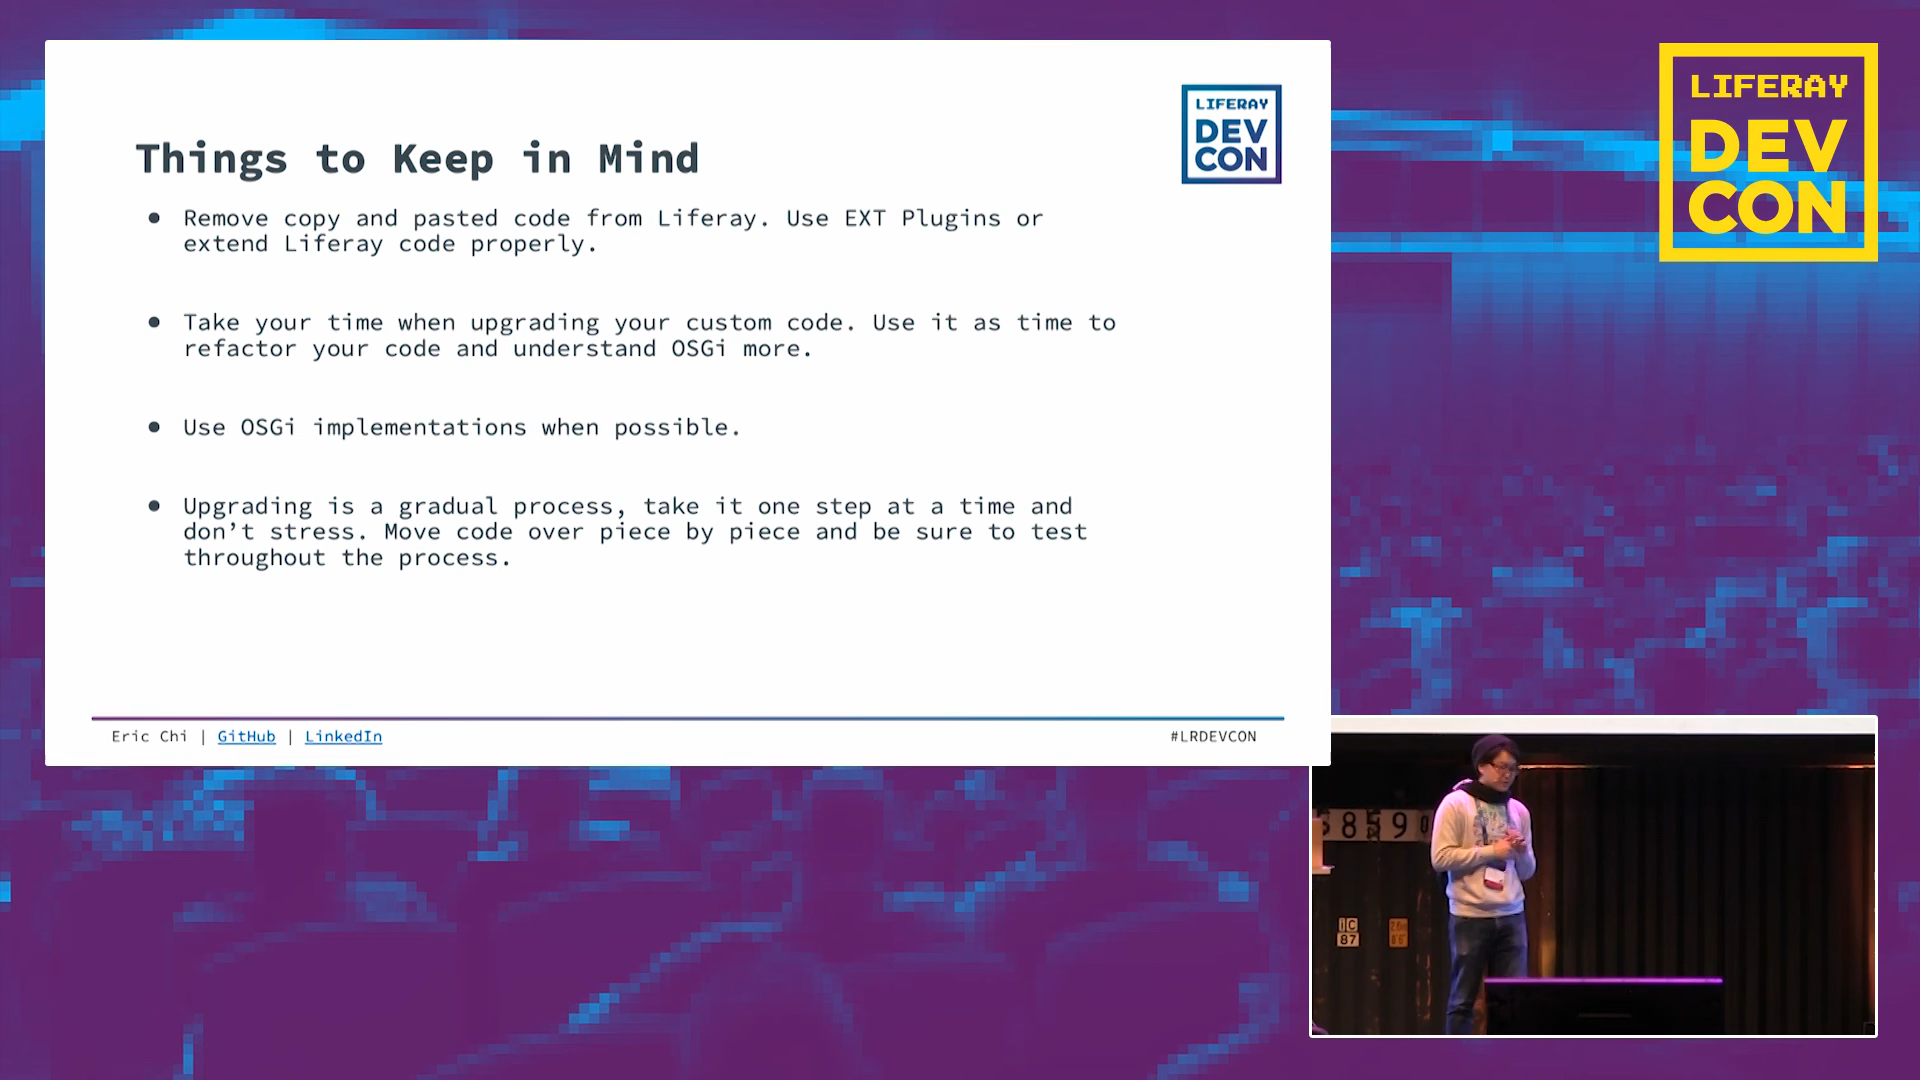 LIFERAY
DEV
CON
Things to Keep in Mind
● Remove copy and pasted code from Liferay. Use EXT Plugins or
extend Liferay code properly.
● Take your time when upgrading your custom code. Use it as time to
refactor your code and understand OSGi more.
● Use OSGi implementations when possible.
● Upgrading is a gradual process, take it one step at a time and
don’t stress. Move code over piece by piece and be sure to test
throughout the process.
Eric Chi | GitHub | LinkedIn
#LRDEVCON
LIFERAY
DEV
CON
859
iC
87